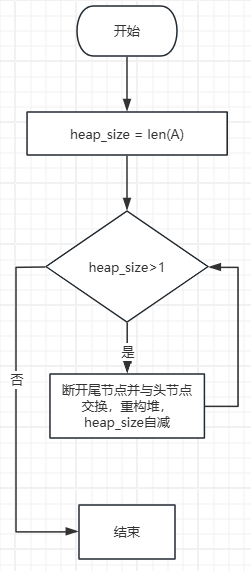 开始
heap_size = len(A)
heap_size>1
是
否
断开尾节点并与头节点
交换，重构堆，
heap_size自减
结束